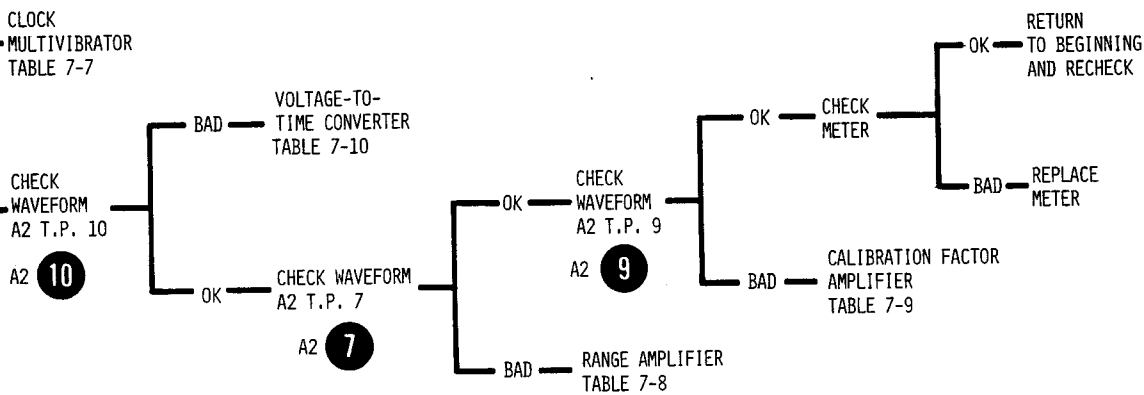 CLOCK
MULTIVIBRATOR
TABLE 7-7
CHECK
WAVEFORM
A2 T.P. 10
A2 10
BAD
VOLTAGE-TO-
TIME CONVERTER
TABLE 7-10
OK
CHECK WAVEFORM
A2 T.P. 7
A2 7
OK
CHECK
WAVEFORM
A2 T.P. 9
A2 9
BAD
RANGE AMPLIFIER
TABLE 7-8
OK
CHECK
METER
BAD
CALIBRATION FACTOR
AMPLIFIER
TABLE 7-9
OK
RETURN
TO BEGINNING
AND RECHECK
BAD
REPLACE
METER